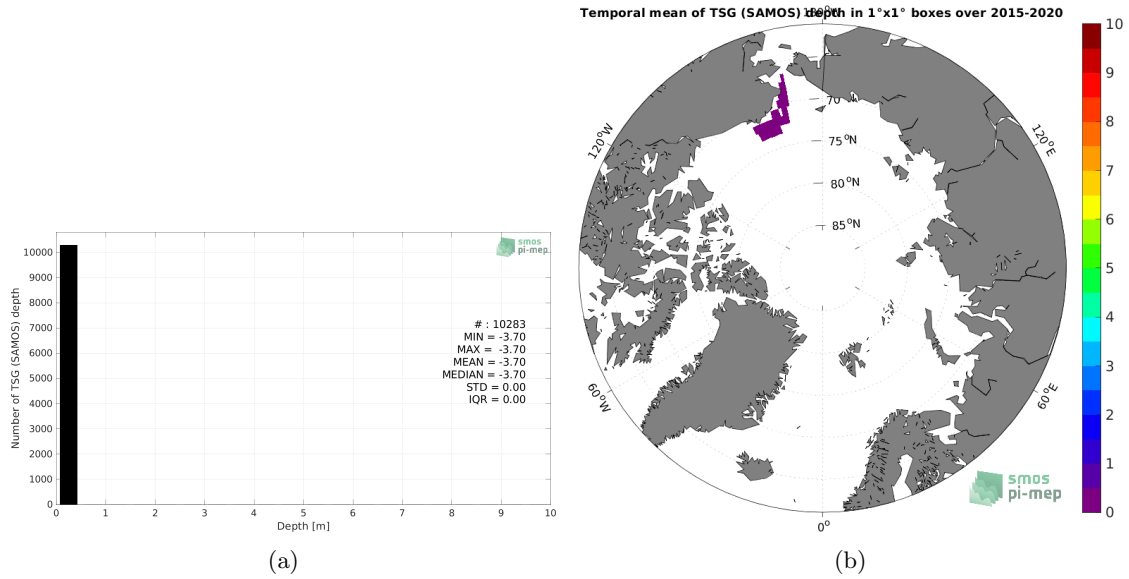 Temporal mean of TSG (SAMOS) depth in 1°x1° boxes over 2015-2020
10000
9000
8000
7000
6000
5000
4000
3000
2000
1000
0
Number of TSG (SAMOS) depth
0 1 2 3 4 5 6 7 8 9 10
Depth [m]
smos
pi-mep
# : 10283
MIN = -3.70
MAX = -3.70
MEAN = -3.70
MEDIAN = -3.70
STD = 0.00
IQR = 0.00
(a)
180°W
120°W
120°E
70°N
75°N
80°N
85°N
60°W
60°E
0°
smos
pi-mep
10
9
8
7
6
5
4
3
2
1
0
(b)